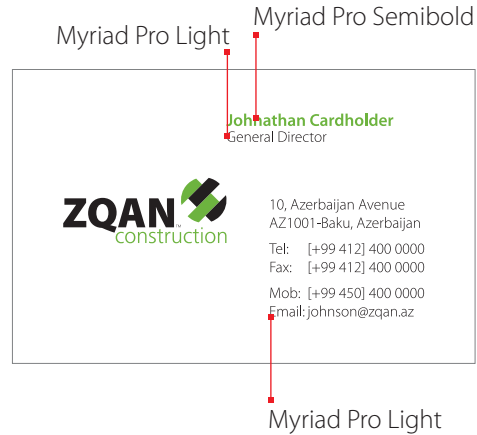 Myriad Pro Semibold
Myriad Pro Light
Johnathan Cardholder
General Director
ZQAN™
construction
10, Azerbaijan Avenue
AZ1001-Baku, Azerbaijan
Tel: [+99 412] 400 0000
Fax: [+99 412] 400 0000
Mob: [+99 450] 400 0000
Email: johnson@zqan.az
Myriad Pro Light